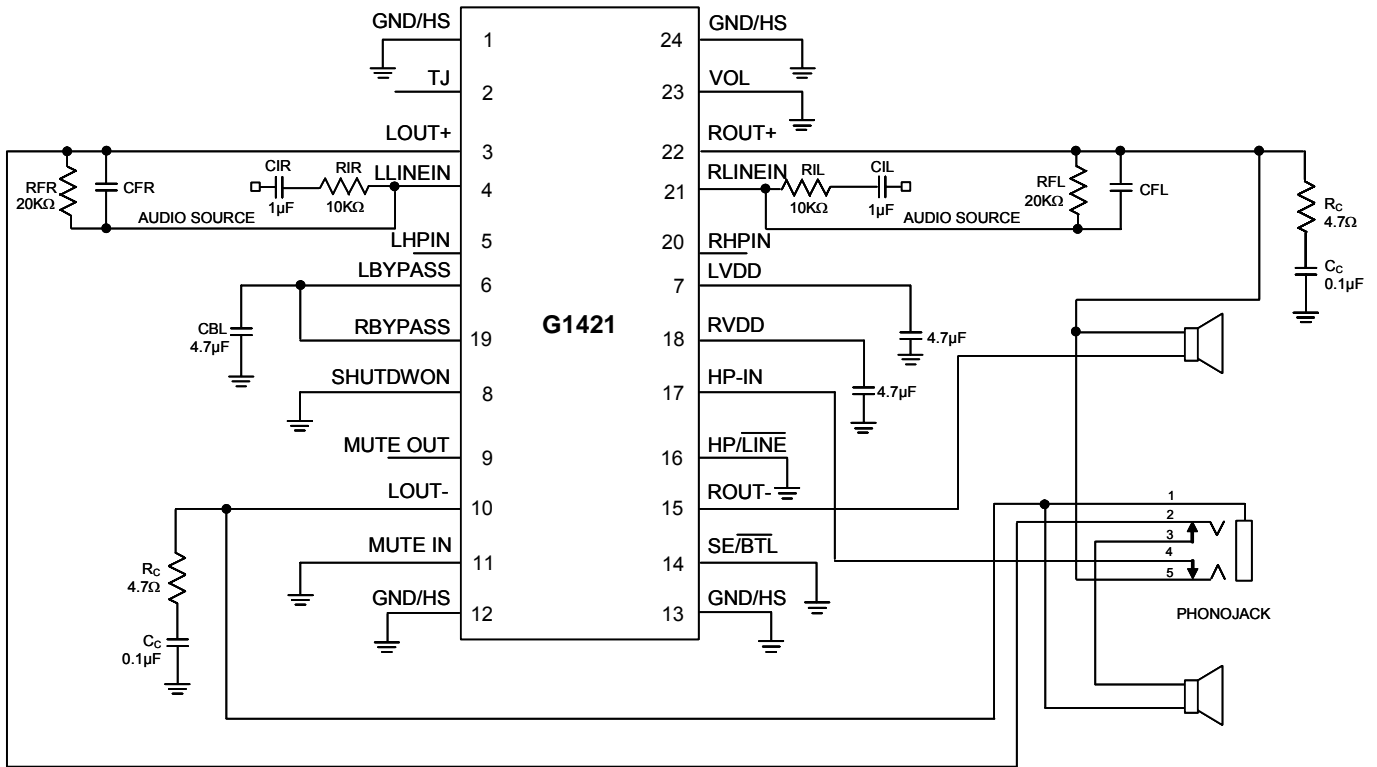 GND/HS
1
24
GND/HS
TJ
2
23
VOL
LOUT+
3
22
ROUT+
RFR
20KΩ
CFR
CIR
1µF
RIR
10KΩ
LLINEIN
4
AUDIO SOURCE
21
RLINEIN
RIL
10KΩ
CIL
1µF
AUDIO SOURCE
RFL
20KΩ
CFL
RC
4.7Ω
CC
0.1µF
LHPIN
5
20
RHPIN
LBYPASS
6
7
LVDD
4.7µF
CBL
4.7µF
RBYPASS
19
G1421
18
RVDD
4.7µF
SHUTDWON
8
17
HP-IN
MUTE OUT
9
16
HP/LINE
LOUT-
10
15
ROUT-
RC
4.7Ω
CC
0.1µF
MUTE IN
11
14
SE/BTL
GND/HS
12
13
GND/HS
1
2
3
4
5
PHONOJACK